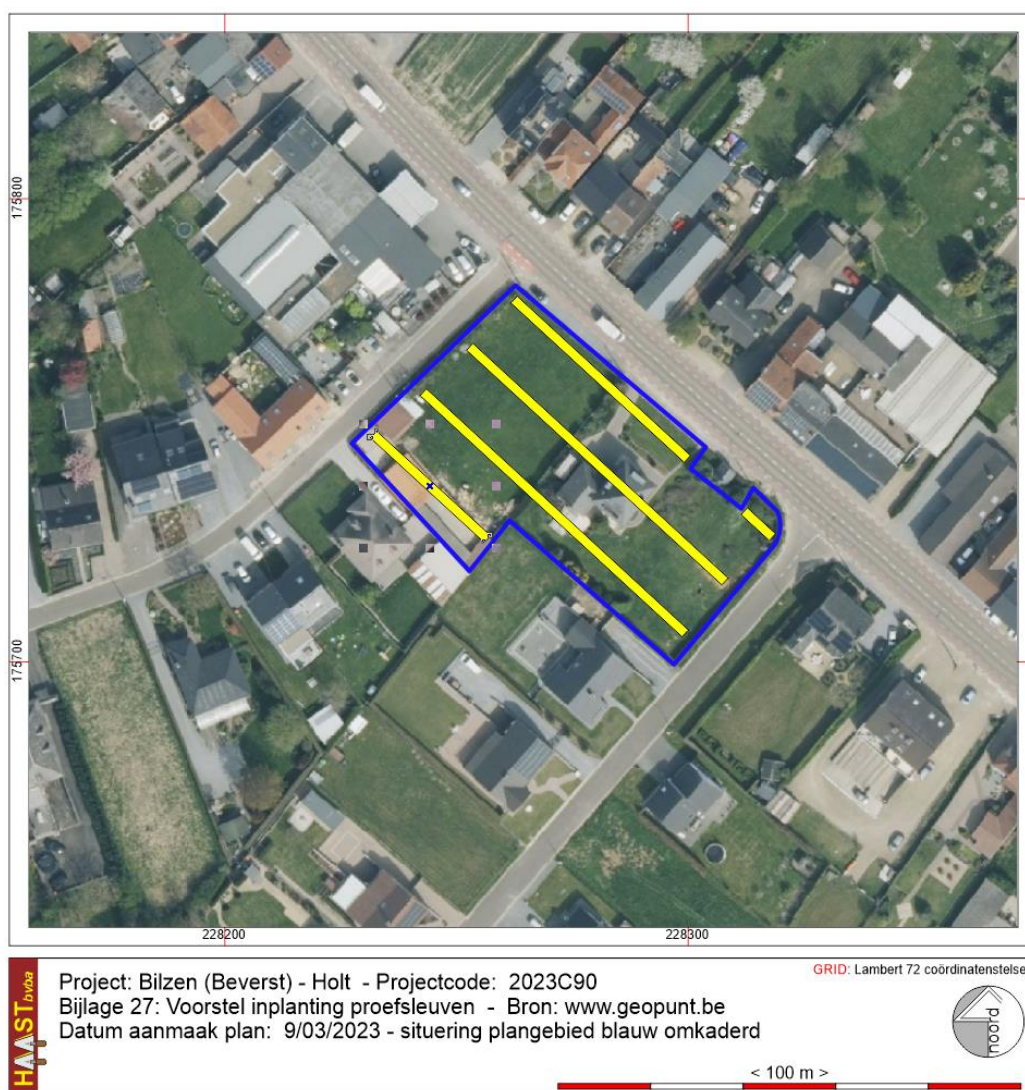 175800
175700
228200
228300
HAAST bvba
Project: Bilzen (Beverst) - Holt - Projectcode: 2023C90
Bijlage 27: Voorstel inplanting proefsleuven - Bron: www.geopunt.be
Datum aanmaak plan: 9/03/2023 - situering plangebied blauw omkaderd
GRID: Lambert 72 coördinatenstelse
noord
< 100 m >